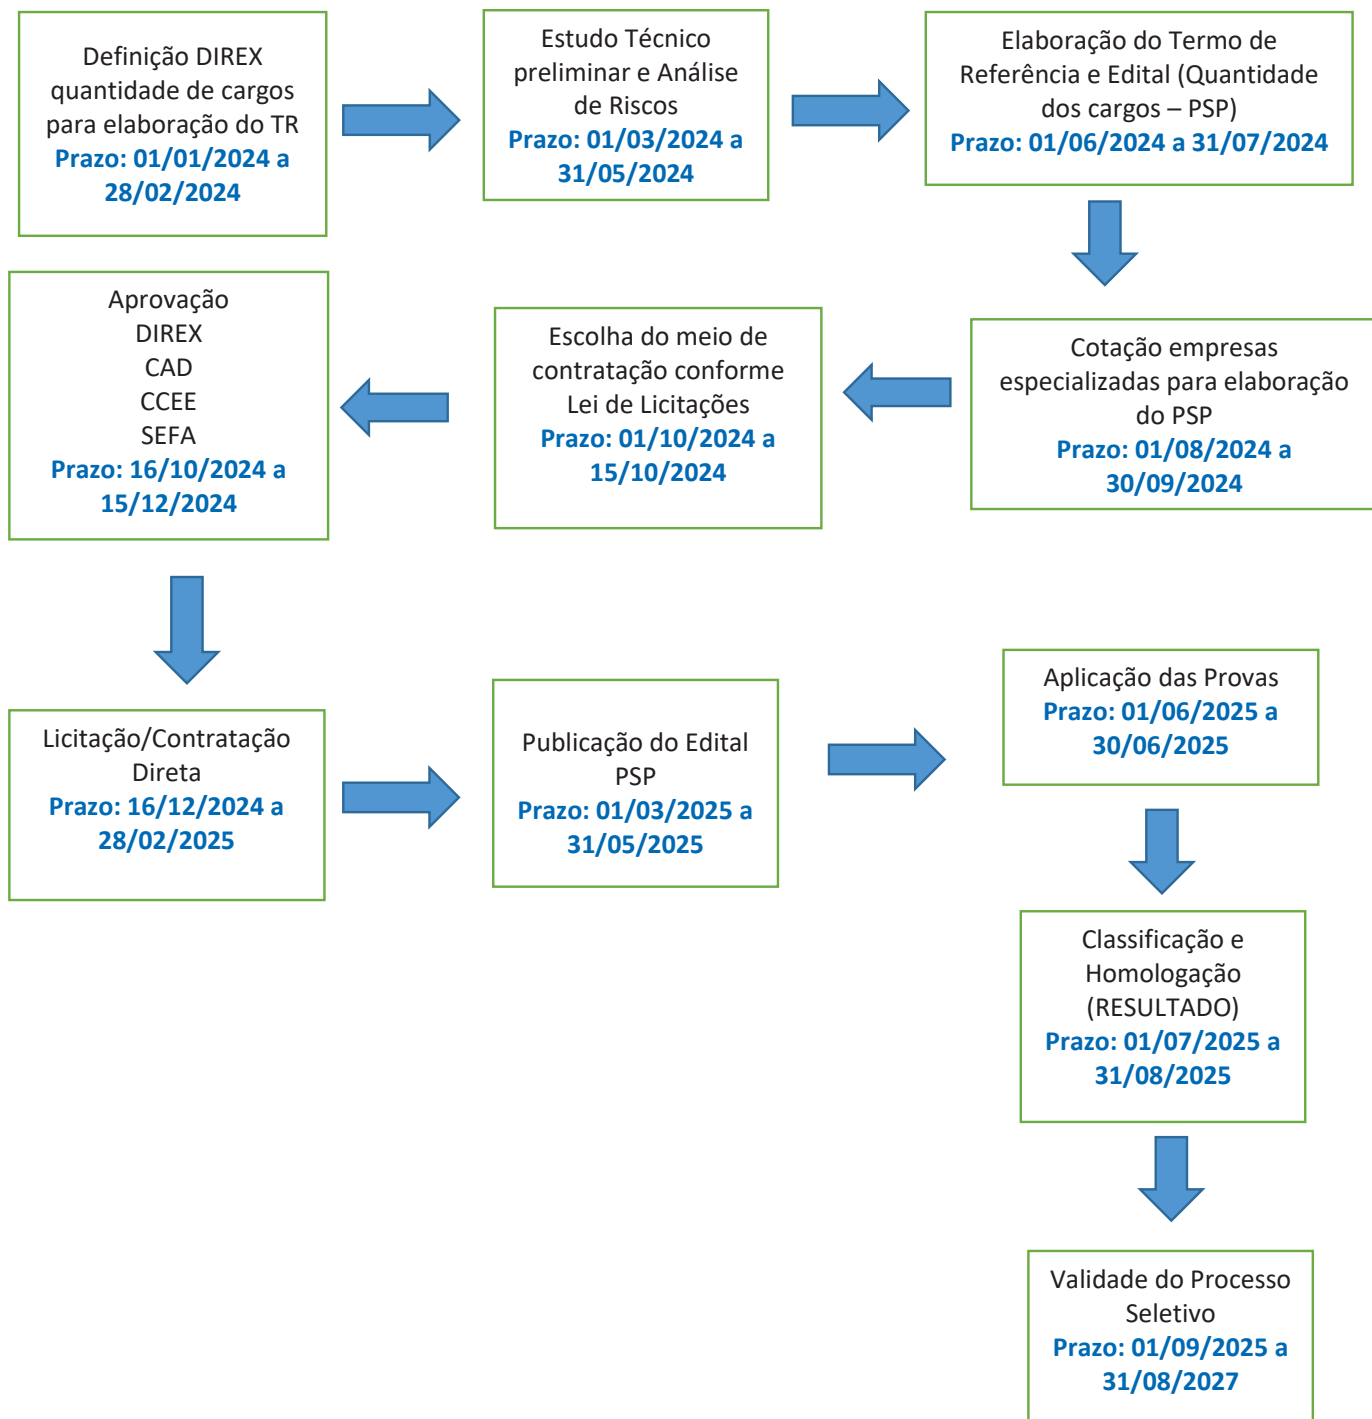 Definição DIREX
quantidade de cargos
para elaboração do TR
Prazo: 01/01/2024 a
28/02/2024
Estudo Técnico
preliminar e Análise
de Riscos
Prazo: 01/03/2024 a
31/05/2024
Elaboração do Termo de
Referência e Edital (Quantidade
dos cargos – PSP)
Prazo: 01/06/2024 a 31/07/2024
Cotação empresas
especializadas para elaboração
do PSP
Prazo: 01/08/2024 a
30/09/2024
Escolha do meio de
contratação conforme
Lei de Licitações
Prazo: 01/10/2024 a
15/10/2024
Aprovação
DIREX
CAD
CCEE
SEFA
Prazo: 16/10/2024 a
15/12/2024
Licitação/Contratação
Direta
Prazo: 16/12/2024 a
28/02/2025
Publicação do Edital
PSP
Prazo: 01/03/2025 a
31/05/2025
Aplicação das Provas
Prazo: 01/06/2025 a
30/06/2025
Classificação e
Homologação
(RESULTADO)
Prazo: 01/07/2025 a
31/08/2025
Validade do Processo
Seletivo
Prazo: 01/09/2025 a
31/08/2027